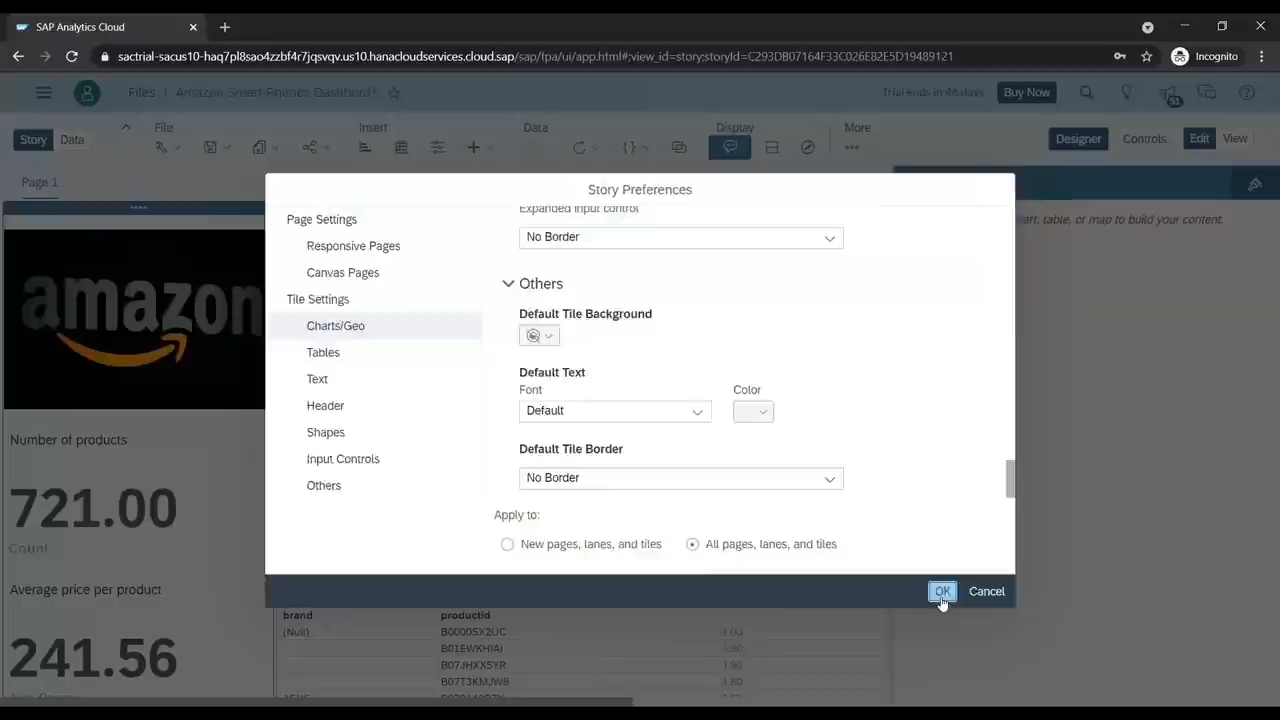 SAP Analytics Cloud
sactrial-sacus10-haq7pl8sao4zzbf4r7jqsvqv.us10.hanacloudservices.cloud.sap/sap/fpa/ui/app.html#;view_id=story;storyId=C293DB07164F33C026E82E5D19489121
Incognito
Files / Amazon Smart Phones Dashbord*
Trial ends in 46 days
Buy Now
51
File
Insert
Data
Display
More
Story
Data
Designer
Controls
Edit
View
Page 1
Story Preferences
art, table, or map to build your content.
Page Settings
Responsive Pages
Canvas Pages
Tile Settings
Charts/Geo
Tables
Text
Header
Shapes
Input Controls
Others
Expanded input control
No Border
Others
Default Tile Background
Default Text
Font
Color
Default
Default Tile Border
No Border
Apply to:
New pages, lanes, and tiles
All pages, lanes, and tiles
OK
Cancel
amazon
Number of products
721.00
Count
Average price per product
241.56
brand
productid
(Null)
B0000SX2UC
B01EWKHIAI
B07JHXX5YR
3.90
B07T3KMJW8
3.80